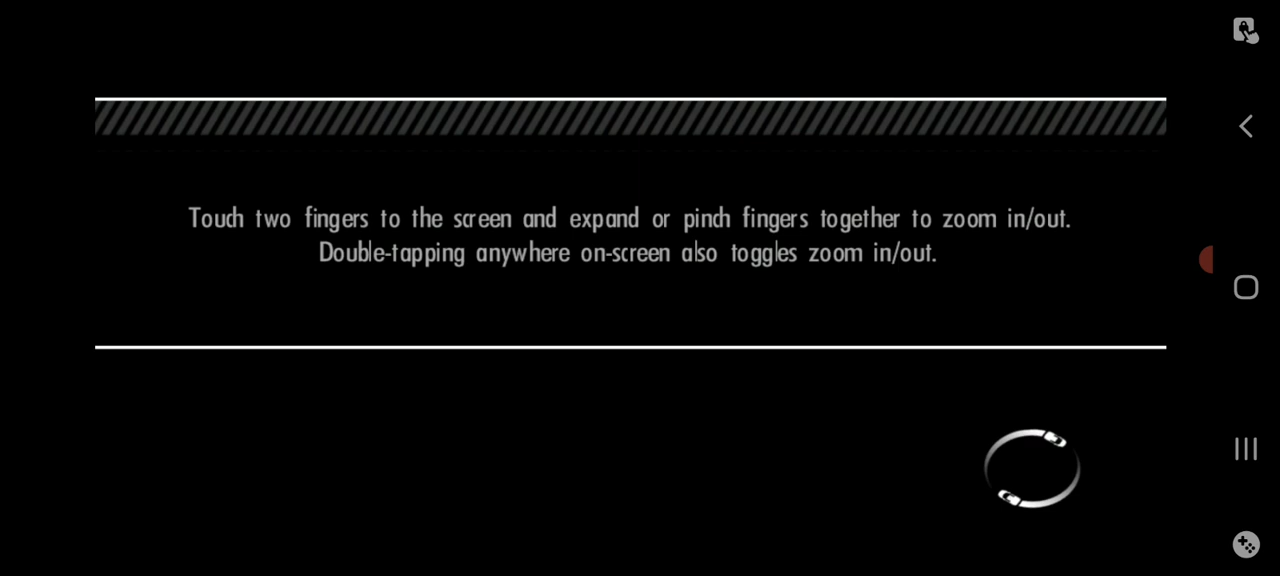 Touch two fingers to the screen and expand or pinch fingers together to zoom in/out.
Double-tapping anywhere on-screen also toggles zoom in/out.